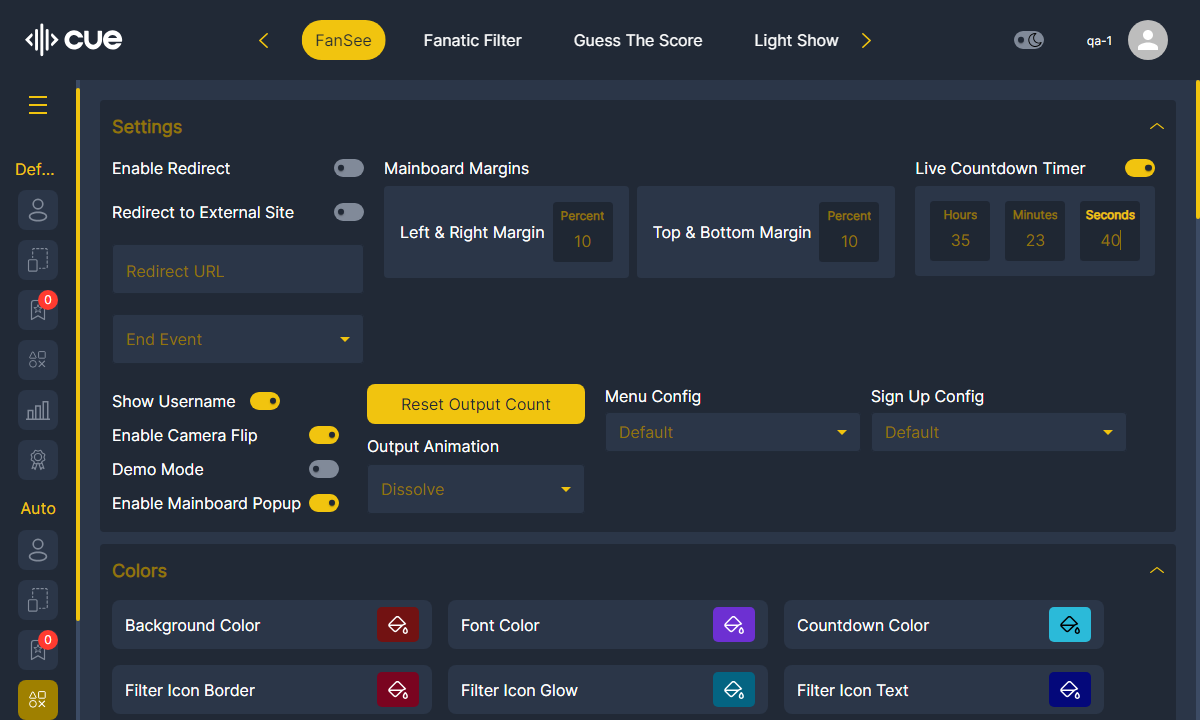 cue
FanSee
Fanatic Filter
Guess The Score
Light Show
qa-1
Def...
0
Auto
0
Settings
Enable Redirect
Redirect to External Site
Redirect URL
End Event
Mainboard Margins
Left & Right Margin
Percent
10
Top & Bottom Margin
Percent
10
Live Countdown Timer
Hours
35
Minutes
23
Seconds
40
Show Username
Enable Camera Flip
Demo Mode
Enable Mainboard Popup
Reset Output Count
Output Animation
Dissolve
Menu Config
Default
Sign Up Config
Default
Colors
Background Color
Font Color
Countdown Color
Filter Icon Border
Filter Icon Glow
Filter Icon Text